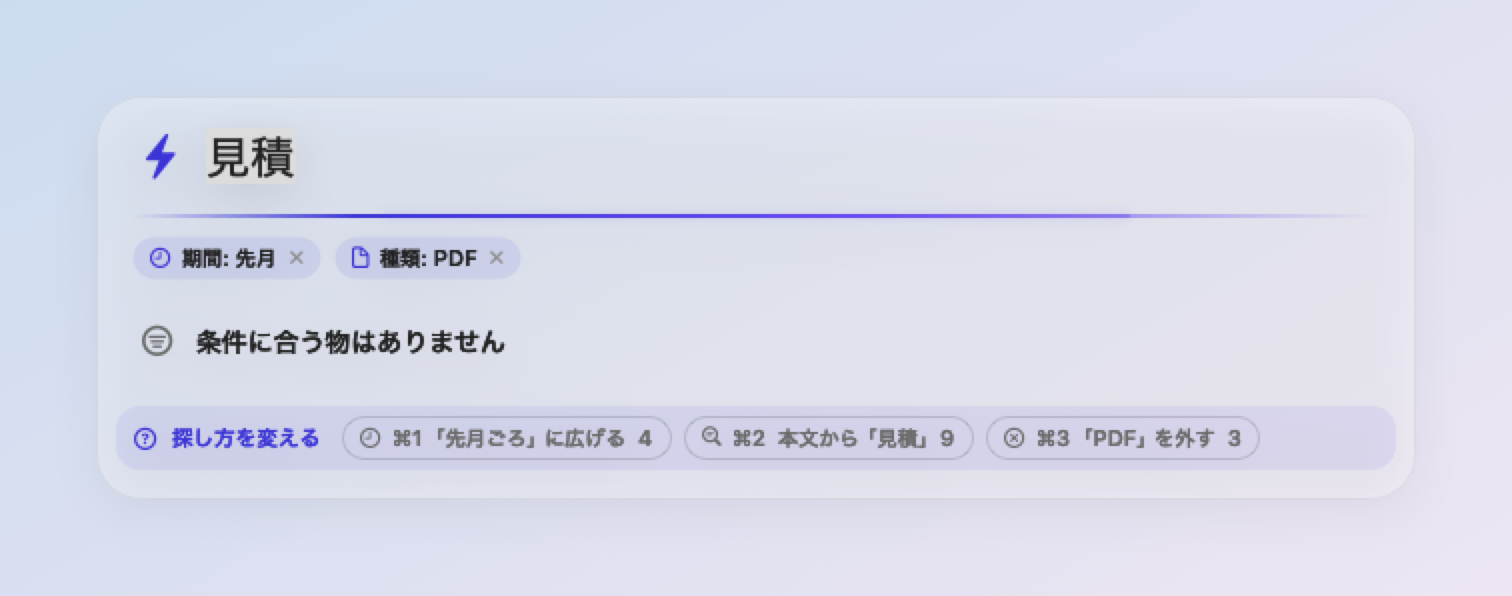 見積
期間: 先月 × 種類: PDF ×
条件に合う物はありません
探し方を変える ⌘1「先月ごろ」に広げる 4 ⌘2 本文から「見積」 9 ⌘3「PDF」を外す 3